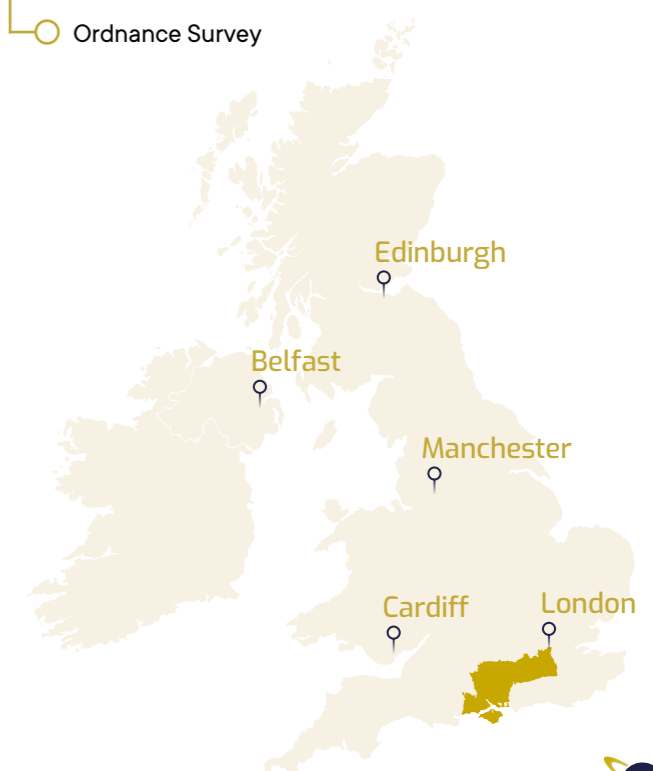 Ordnance Survey
Edinburgh
Belfast
Manchester
Cardiff
London